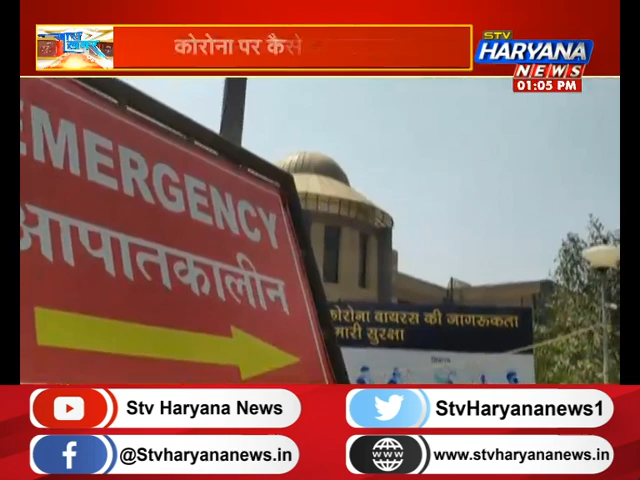 कोरोना पर कैसे
STV
HARYANA
NEWS
01:05 PM
EMERGENCY
आपातकालीन
कोरोना वायरस की जागरूकता
हमारी सुरक्षा
Stv Haryana News
StvHaryananews1
@Stvharyananews.in
www.stvharyananews.in